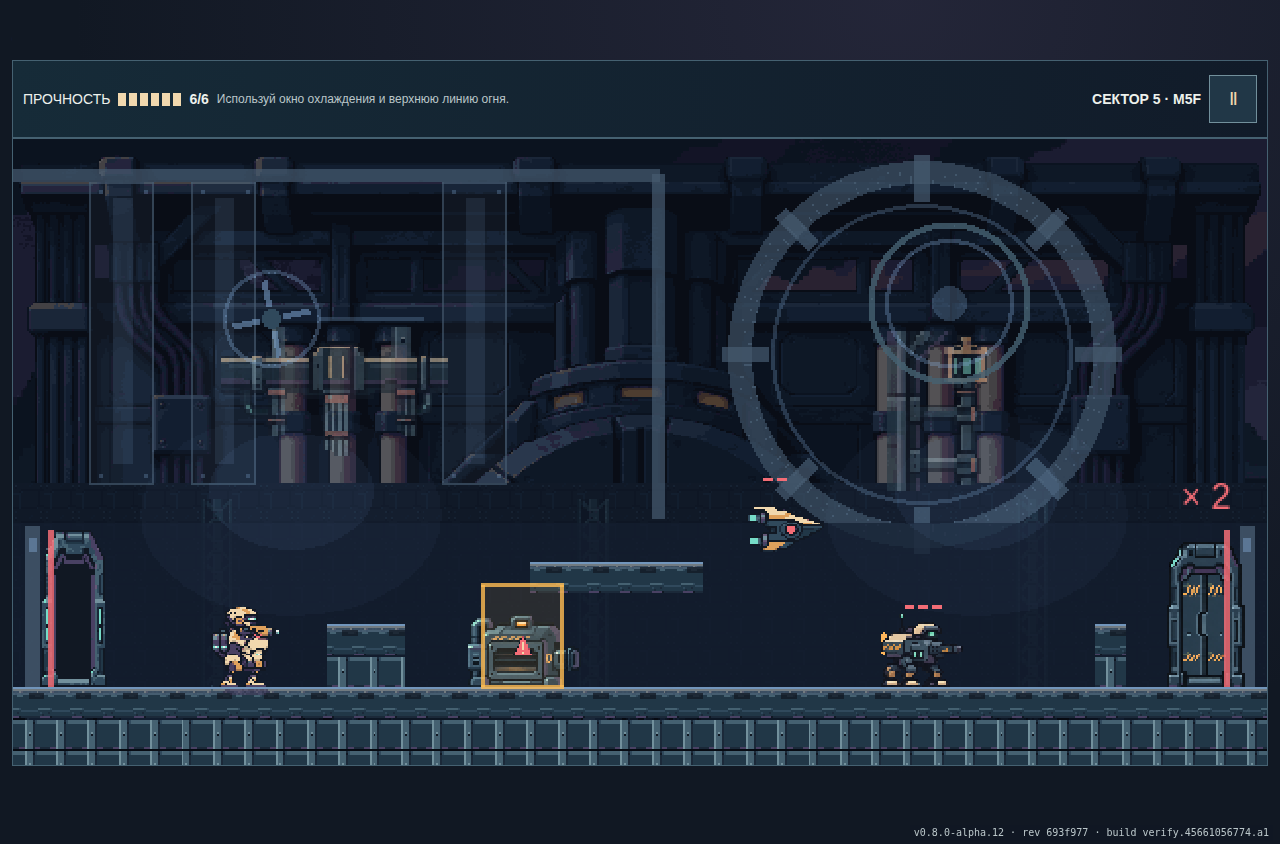 ПРОЧНОСТЬ 6/6 Используй окно охлаждения и верхнюю линию огня.
СЕКТОР 5 · M5F II
× 2
v0.8.0-alpha.12 · rev 693f977 · build verify.45661056774.a1